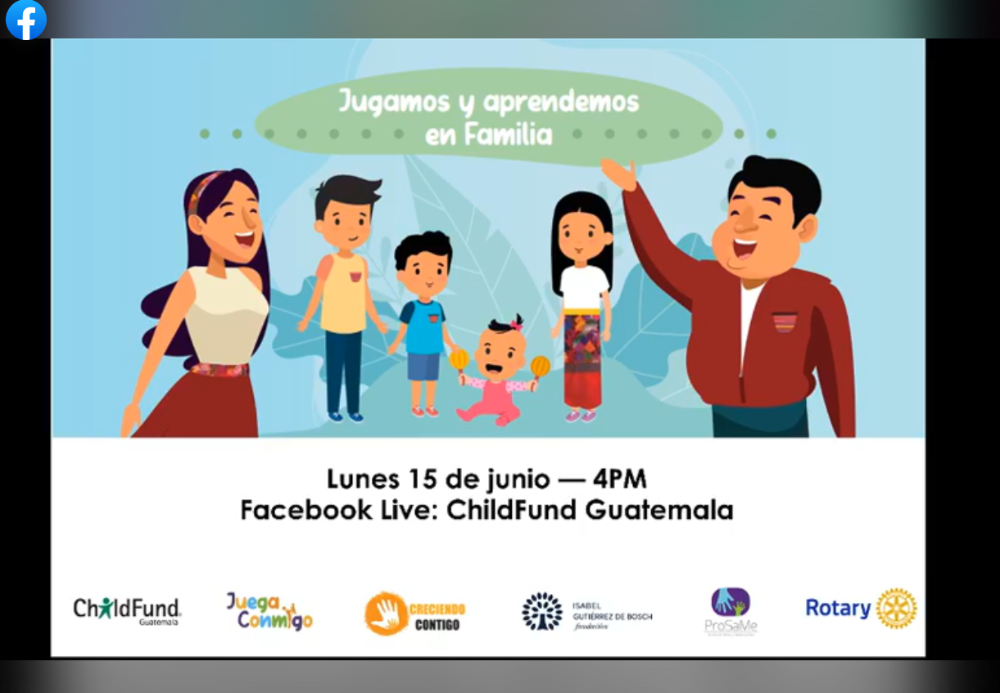 Jugamos y aprendemos
en Familia
Lunes 15 de junio — 4PM
Facebook Live: ChildFund Guatemala
ChildFund
Guatemala
Juega
Conmigo
CRECIENDO
CONTIGO
ISABEL
GUTIÉRREZ DE BOSCH
fundación
ProSaMe
Rotary